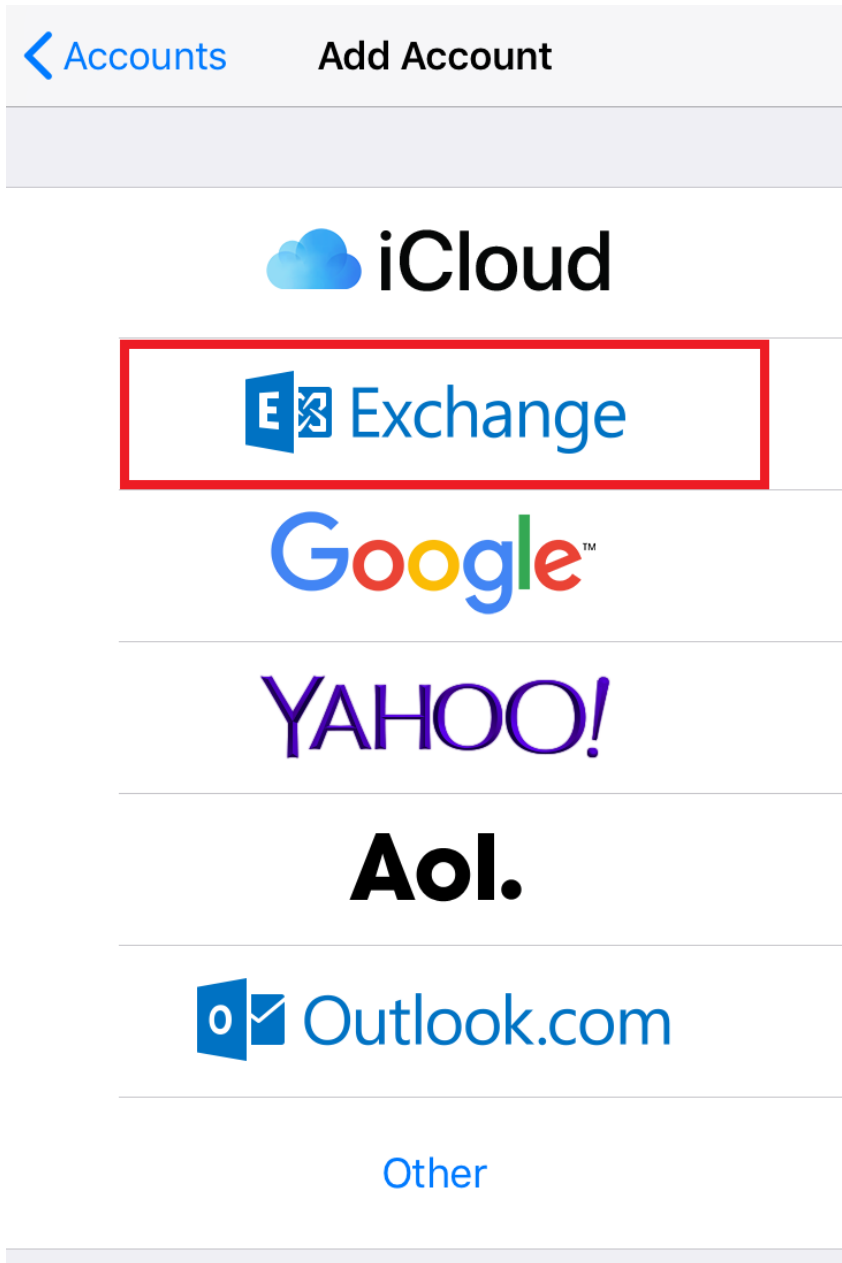 Accounts Add Account
iCloud
E Exchange
Google™
YAHOO!
Aol.
O Outlook.com
Other